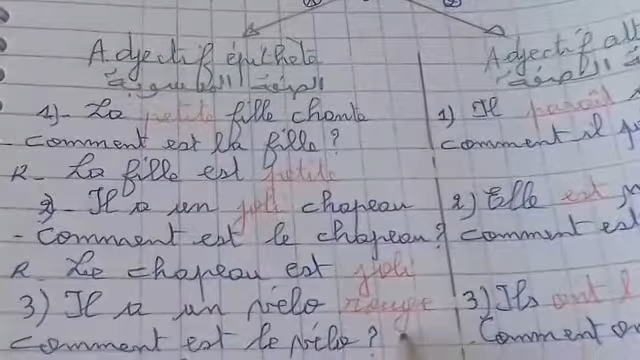 Adjectif épithète
Adjectif att
الصفة
1)- La petite fille chante
- Comment est la fille?
R- La fille est petite
2)- Il a un joli chapeau
- Comment est le chapeau?
R- Le chapeau est joli
3) Il a un vélo rouge
Comment est le vélo?
1) Il paraît
comment il
2) Elle est
comment est
3) Ils ont
Comment